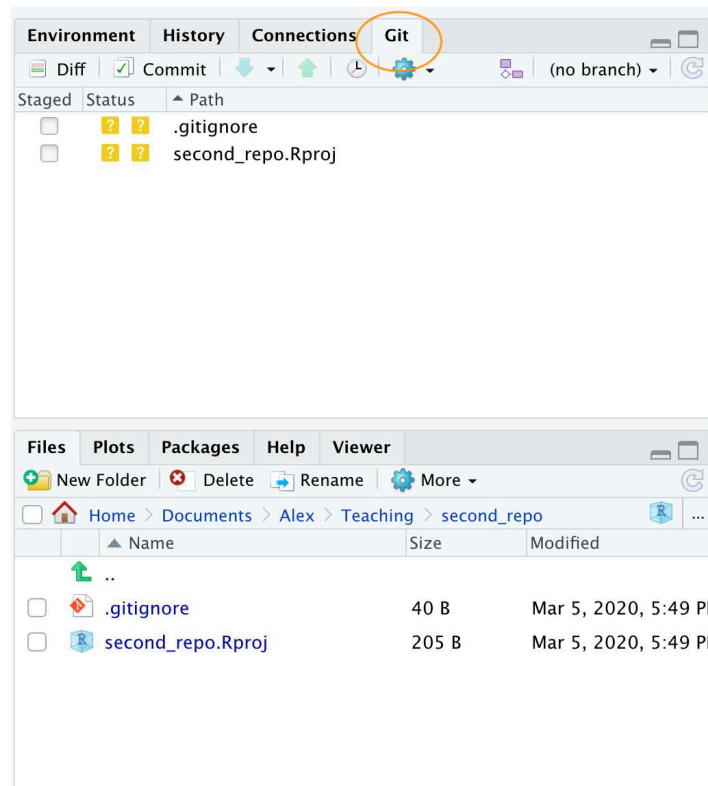 Environment History Connections Git
Diff Commit (no branch)
Staged Status Path
? ? .gitignore
? ? second_repo.Rproj
Files Plots Packages Help Viewer
New Folder Delete Rename More
Home > Documents > Alex > Teaching > second_repo R ...
Name Size Modified
..
.gitignore 40 B Mar 5, 2020, 5:49 P
R second_repo.Rproj 205 B Mar 5, 2020, 5:49 P